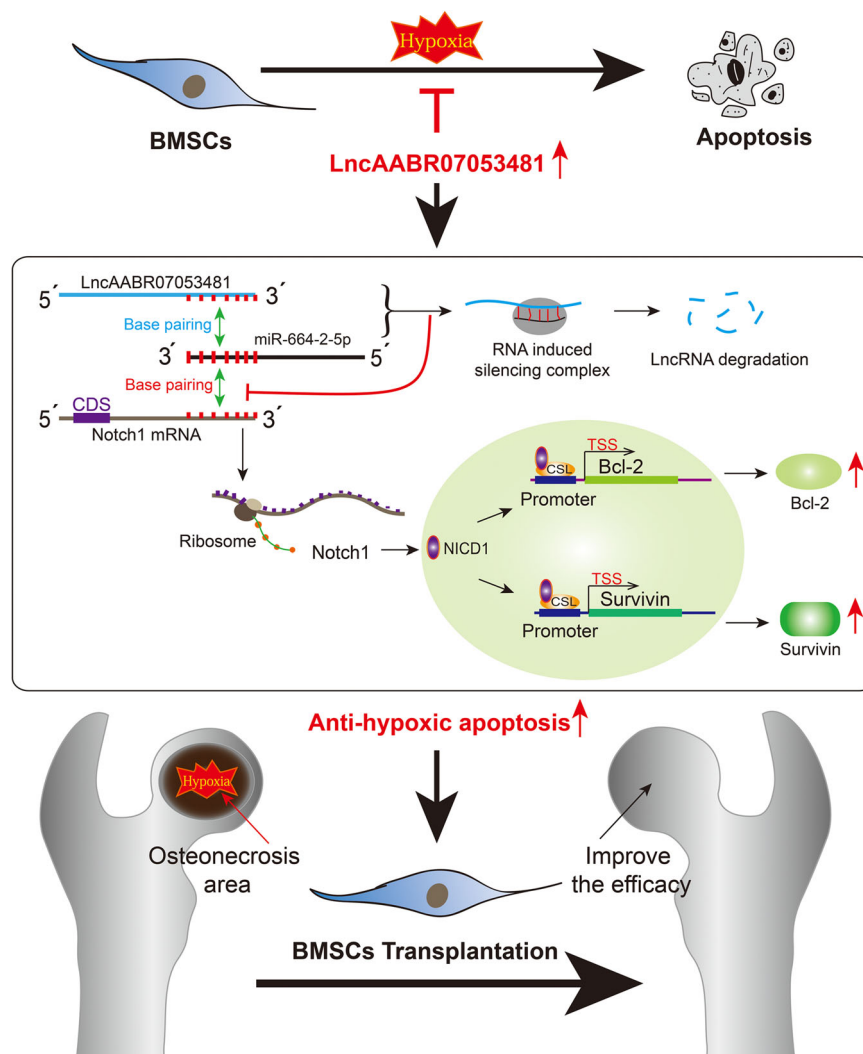 Hypoxia
BMSCs
Apoptosis
LncAABR07053481
LncAABR07053481
5´
3´
Base pairing
miR-664-2-5p
3´
5´
RNA induced
silencing complex
LncRNA degradation
Base pairing
CDS
5´
3´
Notch1 mRNA
TSS
CSL
Bcl-2
Promoter
Bcl-2
Ribosome
Notch1
NICD1
TSS
CSL
Survivin
Promoter
Survivin
Anti-hypoxic apoptosis
Hypoxia
Osteonecrosis
area
Improve
the efficacy
BMSCs Transplantation